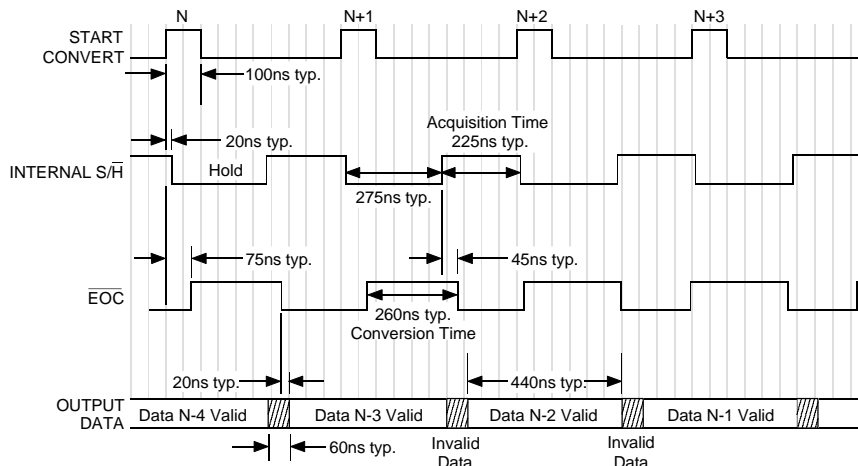 N N+1 N+2 N+3
START
CONVERT
100ns typ.
Acquisition Time
20ns typ. 225ns typ.
INTERNAL S/H̅ Hold
275ns typ.
75ns typ. 45ns typ.
E̅O̅C̅
260ns typ.
Conversion Time
20ns typ. 440ns typ.
OUTPUT
DATA Data N-4 Valid Data N-3 Valid Data N-2 Valid Data N-1 Valid
60ns typ. Invalid Invalid
Data Data